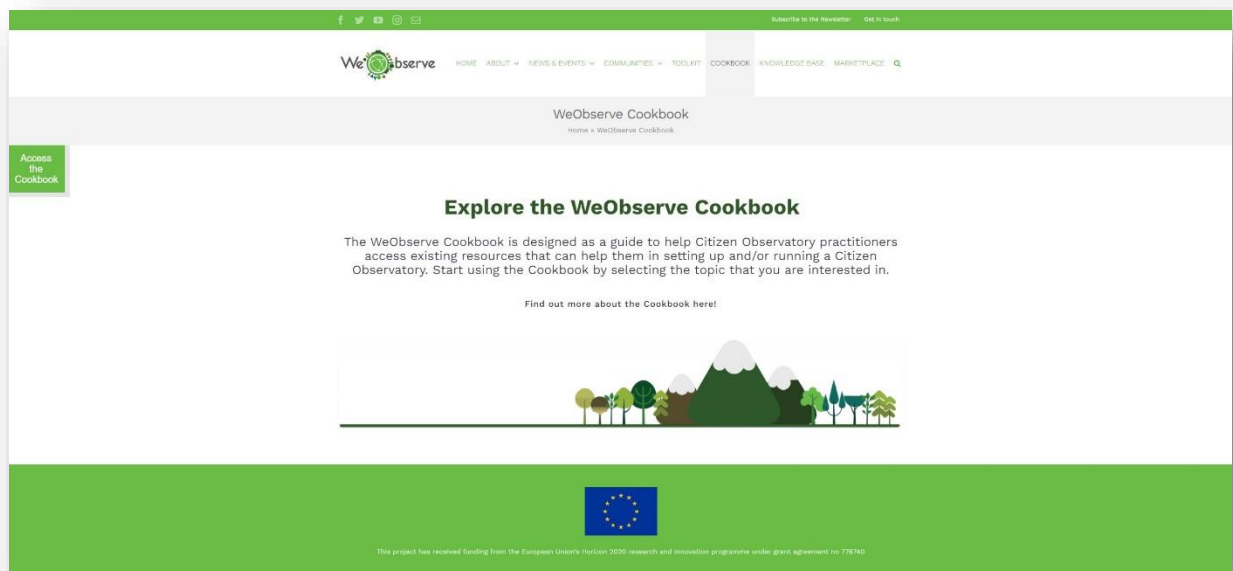 Subscribe to the Newsletter Get in touch
WeObserve
HOME ABOUT NEWS & EVENTS COMMUNITIES TOOLKIT COOKBOOK KNOWLEDGE BASE MARKETPLACE
WeObserve Cookbook
Home » WeObserve Cookbook
Access
the
Cookbook
Explore the WeObserve Cookbook
The WeObserve Cookbook is designed as a guide to help Citizen Observatory practitioners
access existing resources that can help them in setting up and/or running a Citizen
Observatory. Start using the Cookbook by selecting the topic that you are interested in.
Find out more about the Cookbook here!
This project has received funding from the European Union's Horizon 2020 research and innovation programme under grant agreement no 776740